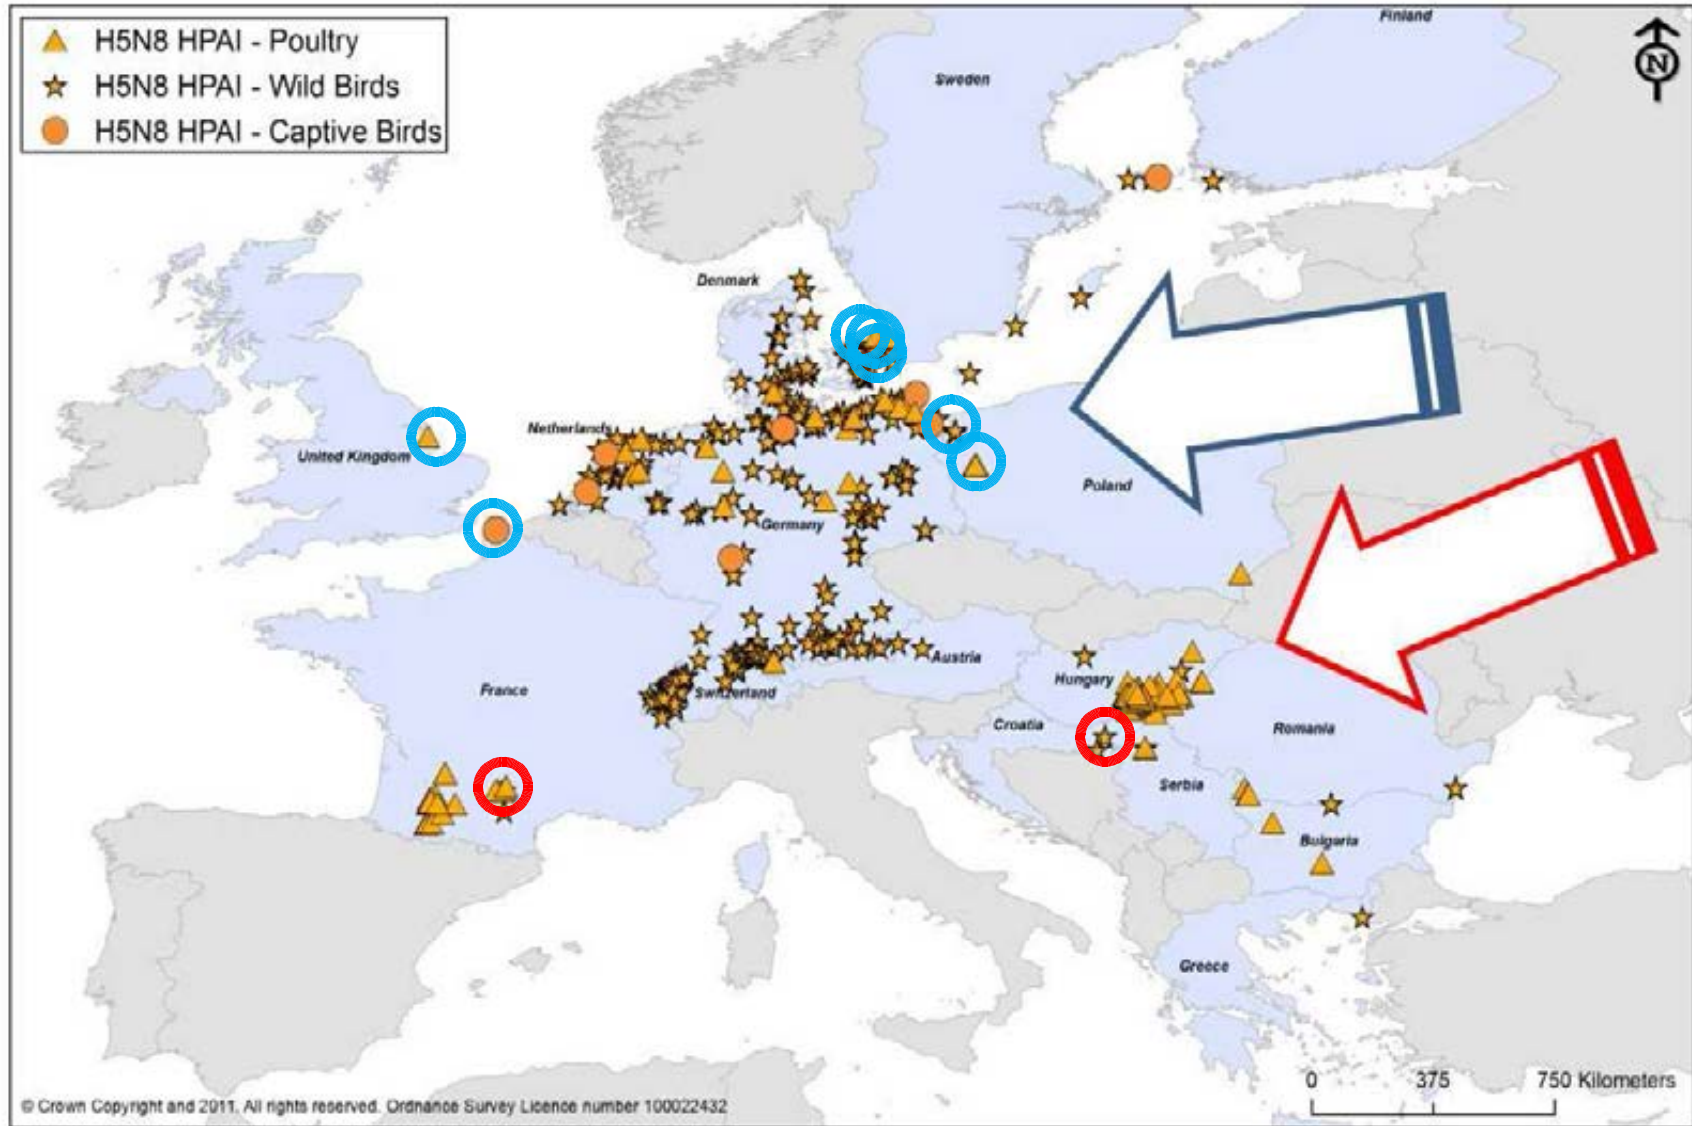 H5N8 HPAI - Poultry
H5N8 HPAI - Wild Birds
H5N8 HPAI - Captive Birds
Finland
N
Sweden
Denmark
Netherlands
United Kingdom
Poland
Germany
Austria
France
Switzerland
Hungary
Croatia
Romania
Serbia
Bulgaria
Greece
0 375 750 Kilometers
© Crown Copyright and 2011. All rights reserved. Ordnance Survey Licence number 100022432